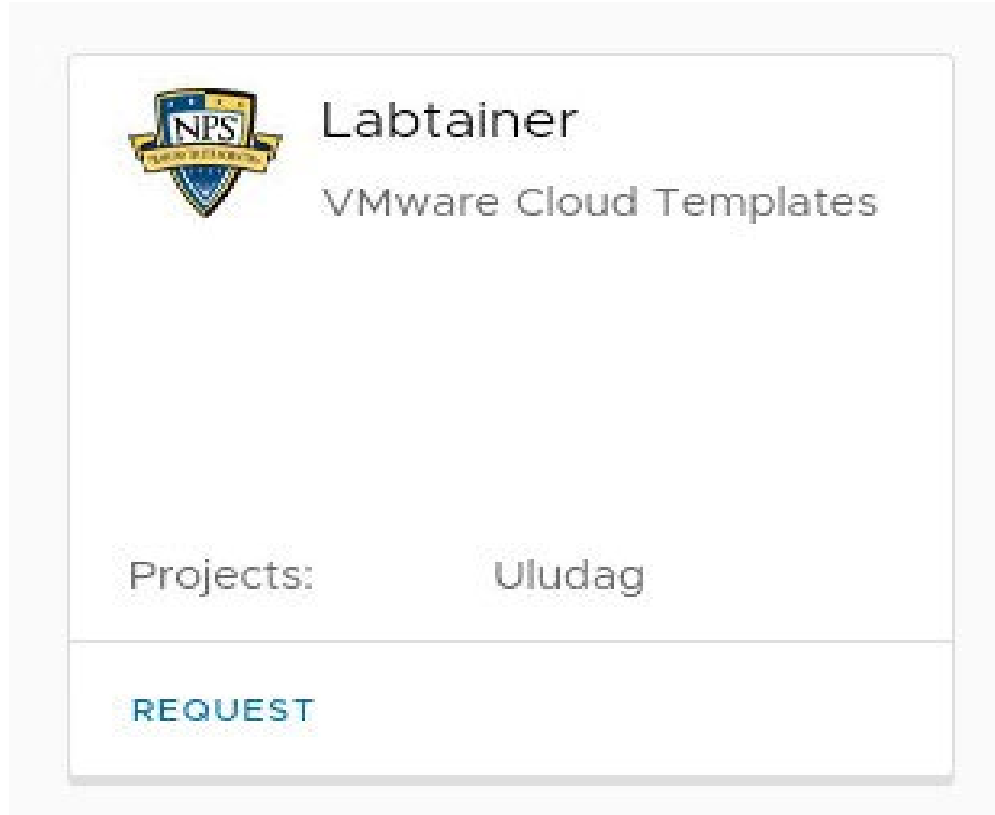 NPS
Labtainer
VMware Cloud Templates
Projects: Uludag
REQUEST